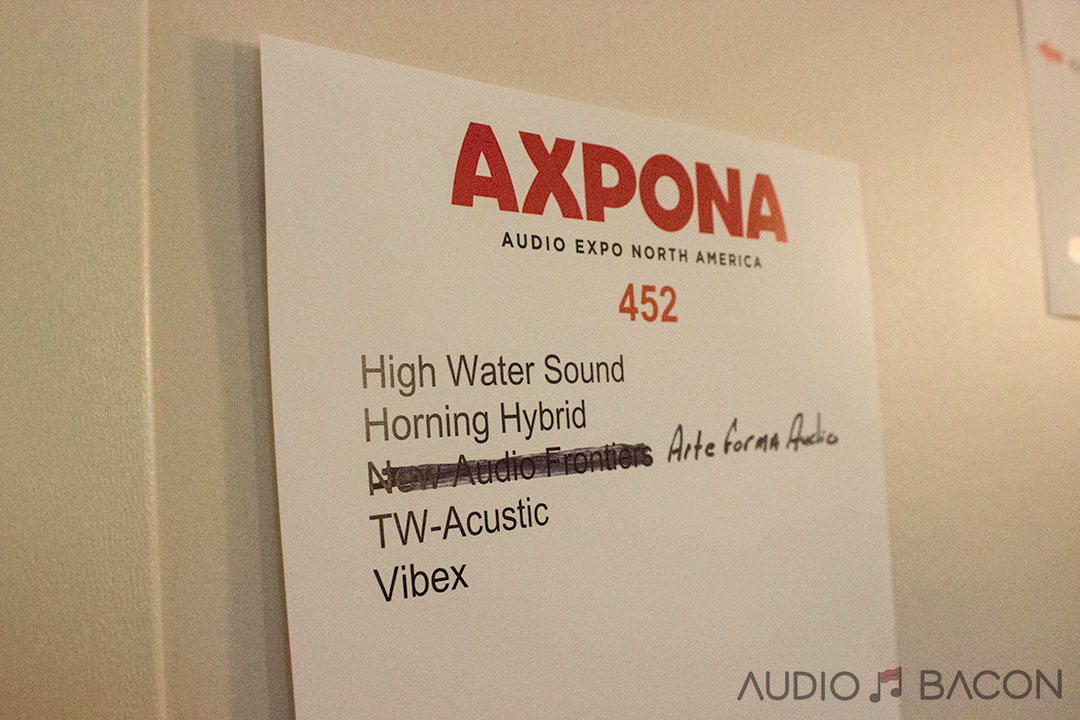 AXPONA
AUDIO EXPO NORTH AMERICA
452
High Water Sound
Horning Hybrid
New Audio Frontiers Arte forma Audio
TW-Acustic
Vibex
AUDIO BACON